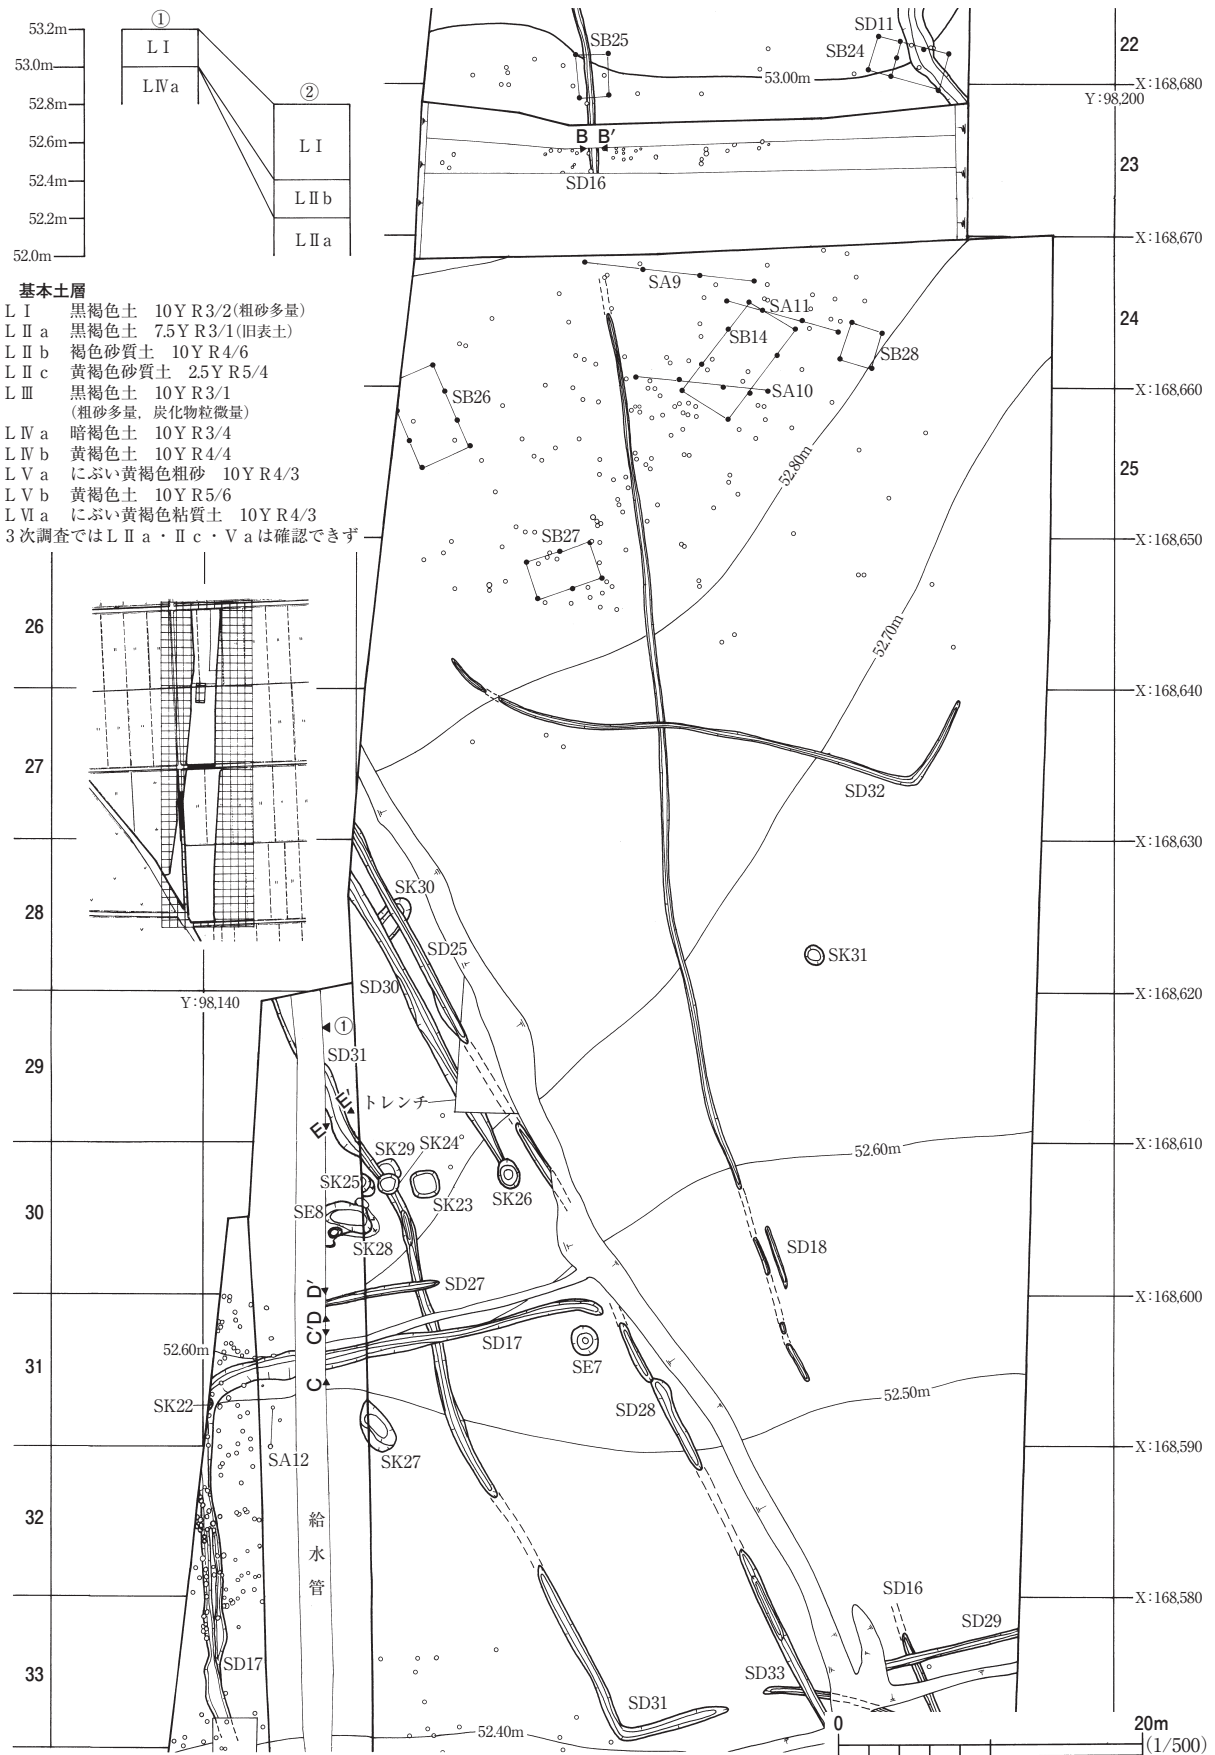 53.2m
53.0m
52.8m
52.6m
52.4m
52.2m
52.0m
①
LⅠ
LⅣa
②
LⅠ
LⅡb
LⅡa
基本土層
LⅠ 黒褐色土 10YR3/2(粗砂多量)
LⅡa 黒褐色土 7.5YR3/1(旧表土)
LⅡb 褐色砂質土 10YR4/6
LⅡc 黄褐色砂質土 2.5YR5/4
LⅢ 黒褐色土 10YR3/1
(粗砂多量，炭化物粒微量)
LⅣa 暗褐色土 10YR3/4
LⅣb 黄褐色土 10YR4/4
LⅤa にぶい黄褐色粗砂 10YR4/3
LⅤb 黄褐色土 10YR5/6
LⅥa にぶい黄褐色粘質土 10YR4/3
3次調査ではLⅡa・Ⅱc・Ⅴaは確認できず
SB25
SD11
SB24
22
53.00m
X:168,680
Y:98,200
B B′
23
SD16
X:168,670
SA9
SA11
24
SB14
SB28
SB26
SA10
X:168,660
52.80m
25
SB27
X:168,650
26
52.70m
X:168,640
27
SD32
X:168,630
28
SK30
SD25
SK31
SD30
Y:98,140
X:168,620
①
29
SD31
E′
トレンチ
E
SK24
SK29
52.60m
X:168,610
SK25
SK23
SK26
30
SE8
SK28
SD18
D′
SD27
D
C′
X:168,600
52.60m
SD17
SE7
31
C
52.50m
SK22
SD28
SA12
SK27
X:168,590
32
給水管
SD16
X:168,580
SD29
33
SD17
SD33
SD31
52.40m
0
20m
(1/500)